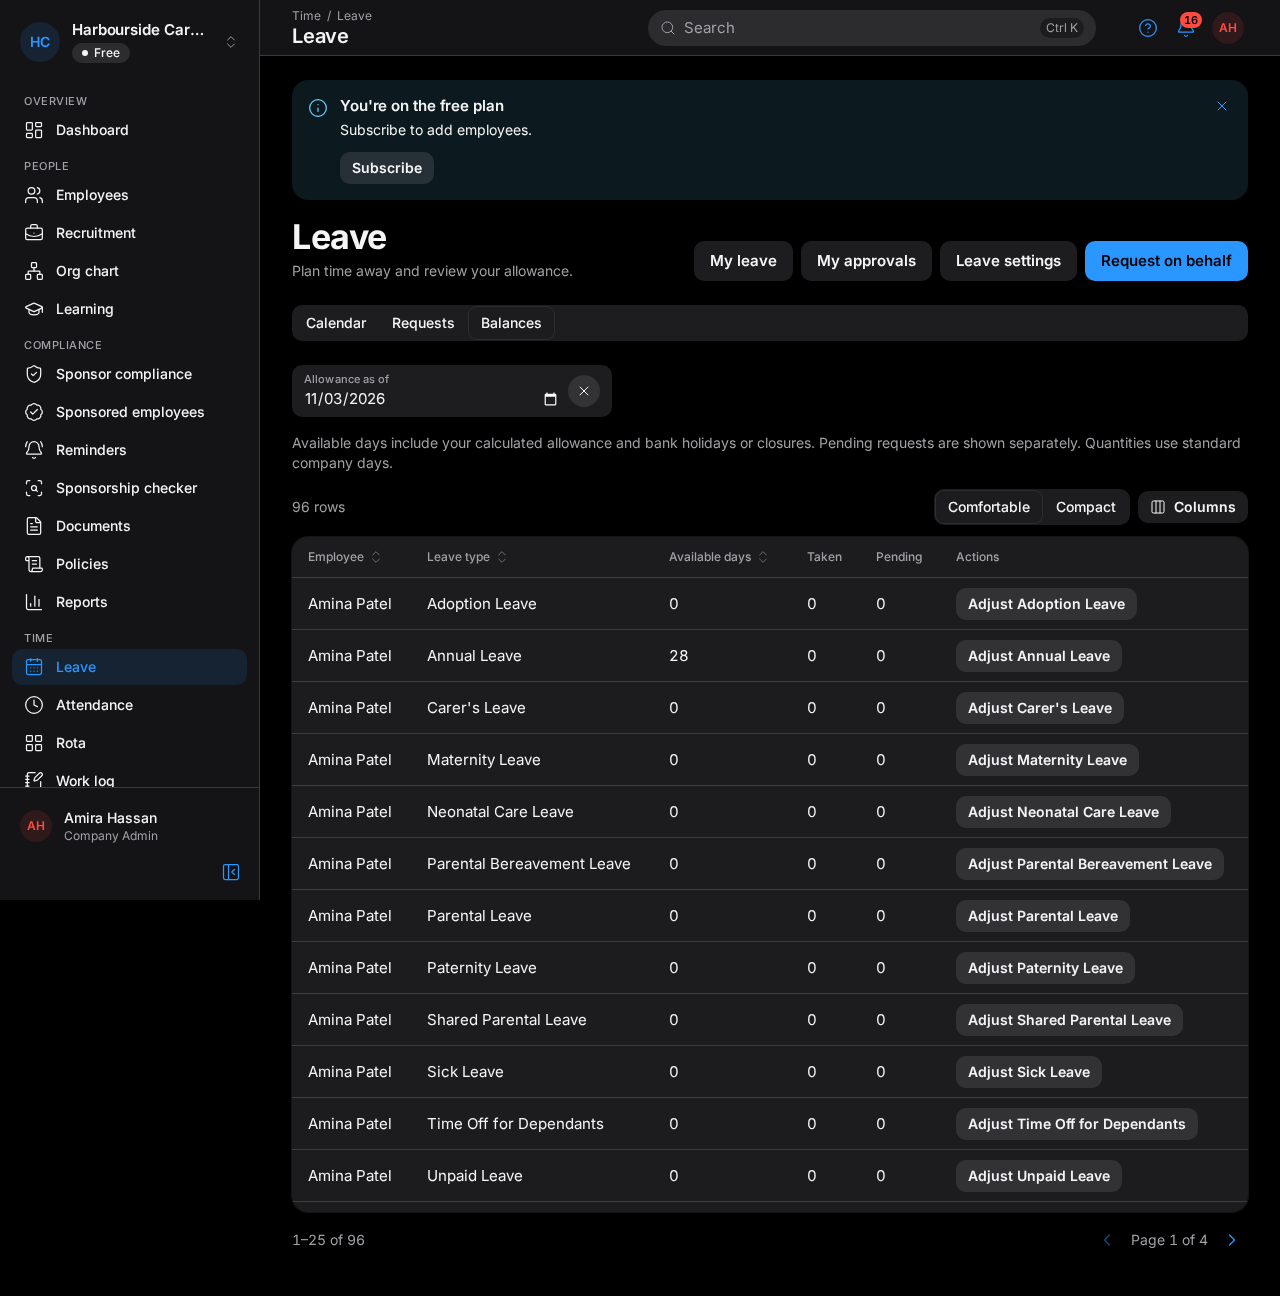 HC
Harbourside Car...
Free
OVERVIEW
Dashboard
PEOPLE
Employees
Recruitment
Org chart
Learning
COMPLIANCE
Sponsor compliance
Sponsored employees
Reminders
Sponsorship checker
Documents
Policies
Reports
TIME
Leave
Attendance
Rota
Work log
AH
Amira Hassan
Company Admin
Time / Leave
Leave
Search
Ctrl K
16
AH
You're on the free plan
Subscribe to add employees.
Subscribe
Leave
Plan time away and review your allowance.
My leave
My approvals
Leave settings
Request on behalf
Calendar
Requests
Balances
Allowance as of
11/03/2026
Available days include your calculated allowance and bank holidays or closures. Pending requests are shown separately. Quantities use standard
company days.
96 rows
Comfortable
Compact
Columns
Employee Leave type Available days Taken Pending Actions
Amina Patel Adoption Leave 0 0 0 Adjust Adoption Leave
Amina Patel Annual Leave 28 0 0 Adjust Annual Leave
Amina Patel Carer's Leave 0 0 0 Adjust Carer's Leave
Amina Patel Maternity Leave 0 0 0 Adjust Maternity Leave
Amina Patel Neonatal Care Leave 0 0 0 Adjust Neonatal Care Leave
Amina Patel Parental Bereavement Leave 0 0 0 Adjust Parental Bereavement Leave
Amina Patel Parental Leave 0 0 0 Adjust Parental Leave
Amina Patel Paternity Leave 0 0 0 Adjust Paternity Leave
Amina Patel Shared Parental Leave 0 0 0 Adjust Shared Parental Leave
Amina Patel Sick Leave 0 0 0 Adjust Sick Leave
Amina Patel Time Off for Dependants 0 0 0 Adjust Time Off for Dependants
Amina Patel Unpaid Leave 0 0 0 Adjust Unpaid Leave
1–25 of 96
Page 1 of 4